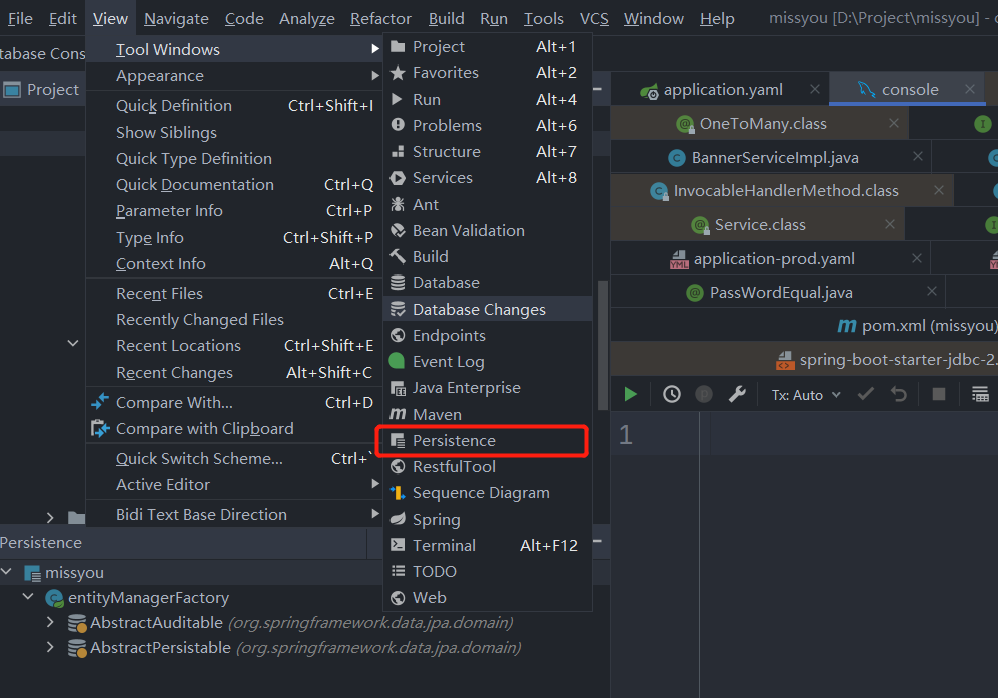 File Edit View Navigate Code Analyze Refactor Build Run Tools VCS Window Help missyou [D:\Project\missyou] -
tabase Cons
Project
Tool Windows
Appearance
Quick Definition Ctrl+Shift+I
Show Siblings
Quick Type Definition
Quick Documentation Ctrl+Q
Parameter Info Ctrl+P
Type Info Ctrl+Shift+P
Context Info Alt+Q
Recent Files Ctrl+E
Recently Changed Files
Recent Locations Ctrl+Shift+E
Recent Changes Alt+Shift+C
Compare With... Ctrl+D
Compare with Clipboard
Quick Switch Scheme... Ctrl+`
Active Editor
Bidi Text Base Direction
Project Alt+1
Favorites Alt+2
Run Alt+4
Problems Alt+6
Structure Alt+7
Services Alt+8
Ant
Bean Validation
Build
Database
Database Changes
Endpoints
Event Log
Java Enterprise
Maven
Persistence
RestfulTool
Sequence Diagram
Spring
Terminal Alt+F12
TODO
Web
application.yaml
console
OneToMany.class
BannerServiceImpl.java
InvocableHandlerMethod.class
Service.class
application-prod.yaml
PassWordEqual.java
pom.xml (missyou)
spring-boot-starter-jdbc-2.
Tx: Auto
1
Persistence
missyou
entityManagerFactory
AbstractAuditable (org.springframework.data.jpa.domain)
AbstractPersistable (org.springframework.data.jpa.domain)